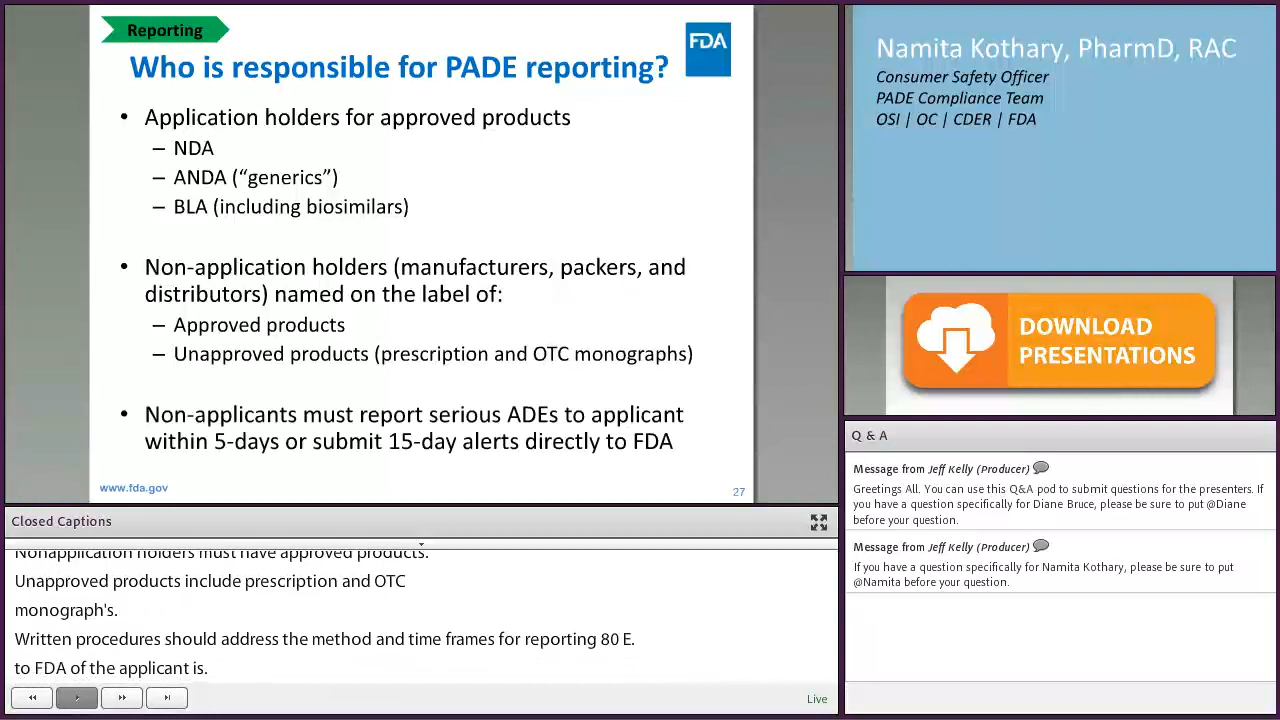 Reporting
FDA
Who is responsible for PADE reporting?
• Application holders for approved products
– NDA
– ANDA (“generics”)
– BLA (including biosimilars)
• Non-application holders (manufacturers, packers, and
distributors) named on the label of:
– Approved products
– Unapproved products (prescription and OTC monographs)
• Non-applicants must report serious ADEs to applicant
within 5-days or submit 15-day alerts directly to FDA
www.fda.gov
27
Namita Kothary, PharmD, RAC
Consumer Safety Officer
PADE Compliance Team
OSI | OC | CDER | FDA
DOWNLOAD
PRESENTATIONS
Q & A
Message from Jeff Kelly (Producer)
Greetings All. You can use this Q&A pod to submit questions for the presenters. If
you have a question specifically for Diane Bruce, please be sure to put @Diane
before your question.
Message from Jeff Kelly (Producer)
If you have a question specifically for Namita Kothary, please be sure to put
@Namita before your question.
Closed Captions
Nonapplication holders must have approved products.
Unapproved products include prescription and OTC
monograph's.
Written procedures should address the method and time frames for reporting 80 E.
to FDA of the applicant is.
Live